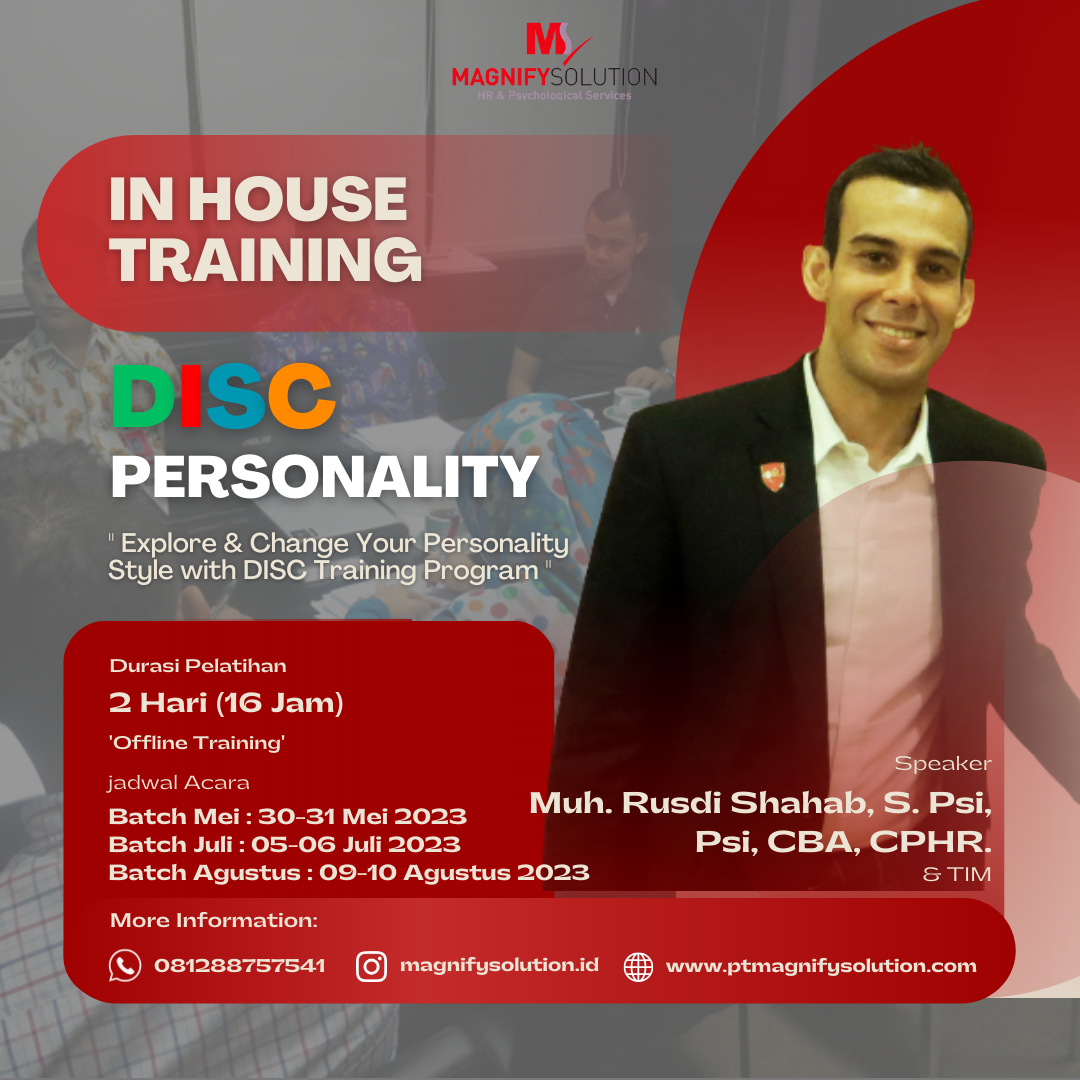 MS
MAGNIFYSOLUTION
HR & Psychological Services
IN HOUSE
TRAINING
DISC
PERSONALITY
" Explore & Change Your Personality
Style with DISC Training Program "
Durasi Pelatihan
2 Hari (16 Jam)
'Offline Training'
jadwal Acara
Batch Mei : 30-31 Mei 2023
Batch Juli : 05-06 Juli 2023
Batch Agustus : 09-10 Agustus 2023
Speaker
Muh. Rusdi Shahab, S. Psi,
Psi, CBA, CPHR.
& TIM
More Information:
081288757541
magnifysolution.id
www.ptmagnifysolution.com